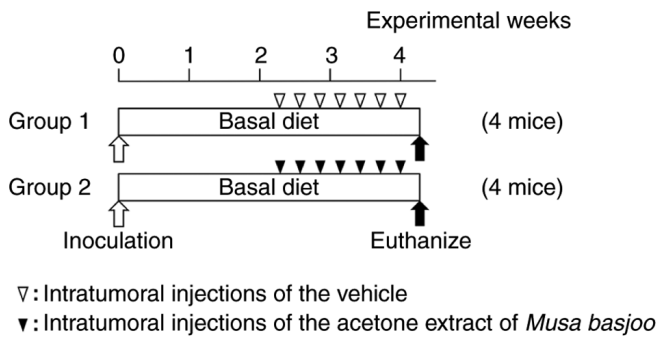 Experimental weeks
0 1 2 3 4
Group 1 Basal diet (4 mice)
Group 2 Basal diet (4 mice)
Inoculation Euthanize
▽: Intratumoral injections of the vehicle
▼: Intratumoral injections of the acetone extract of Musa basjoo